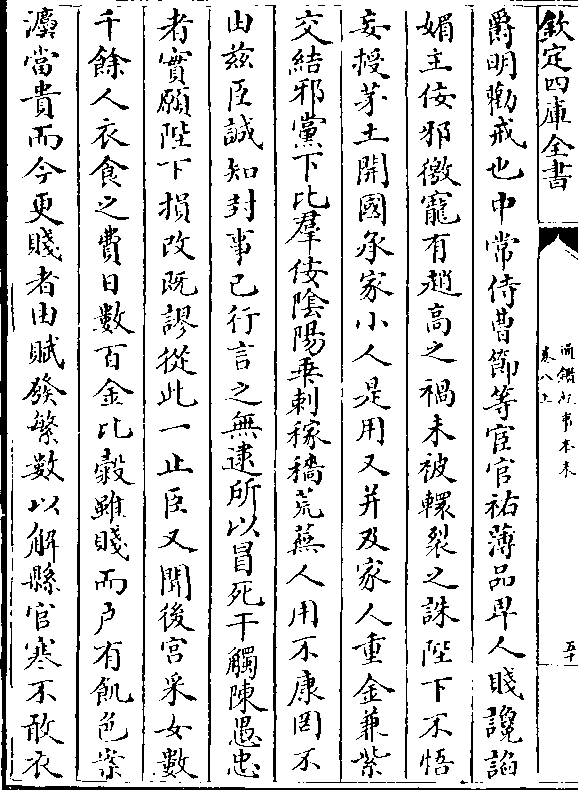 欽定四庫全書
通鑑紀事本末
卷八上
五十
爵明勸戒也中常侍曹節等宦官祐薄品卑人賤讒諂
媚主佞邪徼寵有趙高之禍未被轘裂之誅陛下不悟
妄授茅土開國承家小人是用又并及家人重金兼紫
交結邪黨下比羣佞陰陽乖剌稼穡荒蕪人用不康罔不
由兹臣誠知封事已行言之無逮所以冒死干觸陳愚忠
者實願陛下損改既謬從此一止臣又聞後宮采女數
千餘人衣食之費日數百金比穀雖賤而户有飢色案
灋當貴而今更賤者由賦發繁數以解縣官寒不敢衣